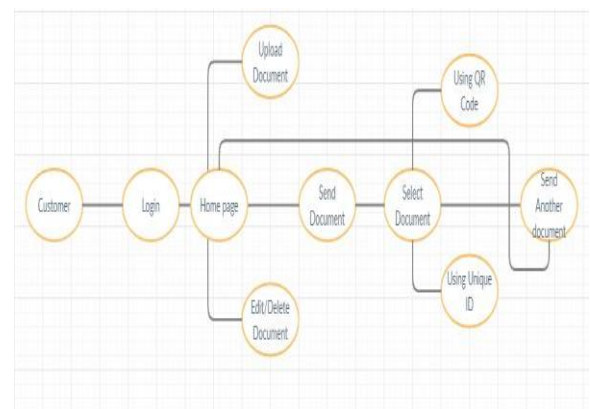 Upload
Document
Using QR
Code
Customer
Login
Home page
Send
Document
Select
Document
Send
Another
document
Edit/Delete
Document
Using Unique
ID